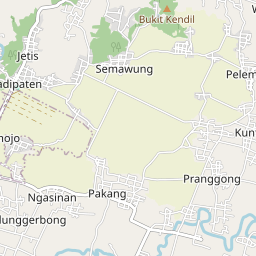 Bukit Kendil
Jetis
Semawung
Pelem
adipaten
Kun
nojo
Pranggong
Ngasinan
Pakang
lunggerbong